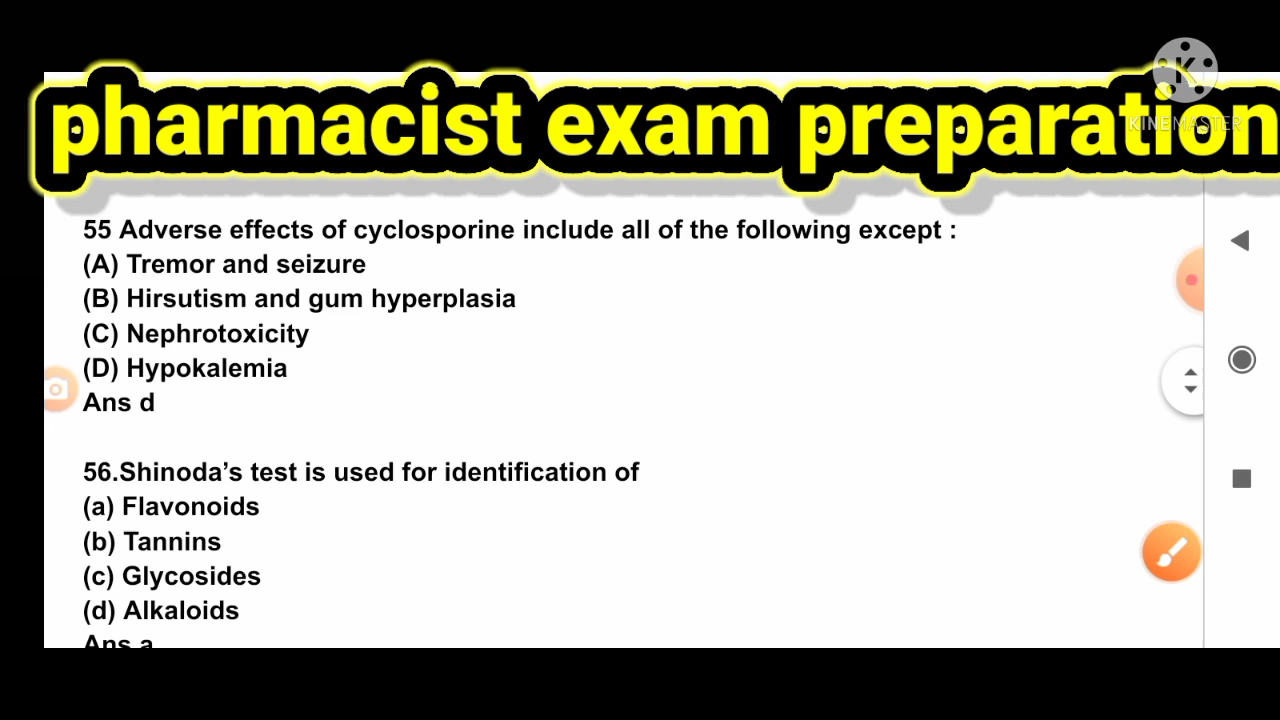 pharmacist exam preparation
KINEMASTER
55 Adverse effects of cyclosporine include all of the following except :
(A) Tremor and seizure
(B) Hirsutism and gum hyperplasia
(C) Nephrotoxicity
(D) Hypokalemia
Ans d
56.Shinoda’s test is used for identification of
(a) Flavonoids
(b) Tannins
(c) Glycosides
(d) Alkaloids
Ans a